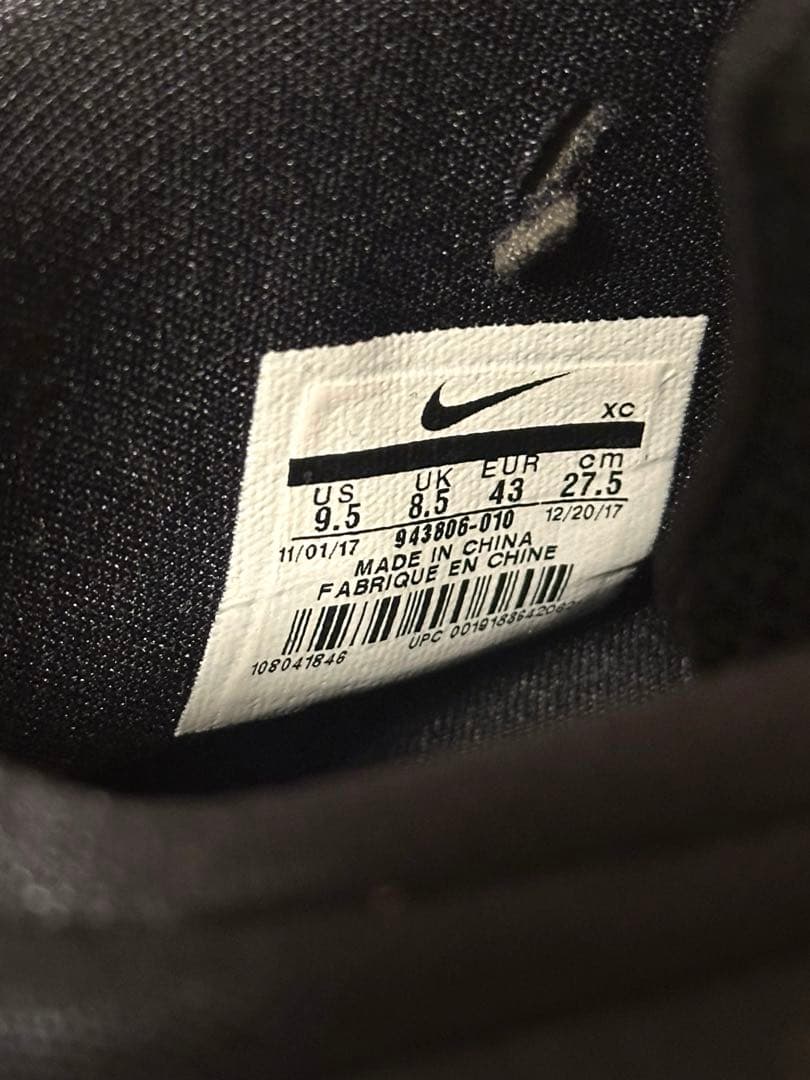 XC
US UK EUR cm
9.5 8.5 43 27.5
11/01/17 943806-010 12/20/17
MADE IN CHINA
FABRIQUE EN CHINE
108041846 UPC